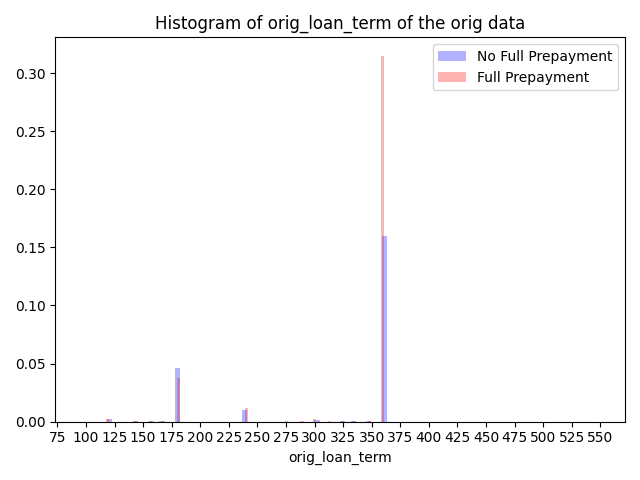 Histogram of orig_loan_term of the orig data
No Full Prepayment
Full Prepayment
0.30
0.25
0.20
0.15
0.10
0.05
0.00
75 100 125 150 175 200 225 250 275 300 325 350 375 400 425 450 475 500 525 550
orig_loan_term